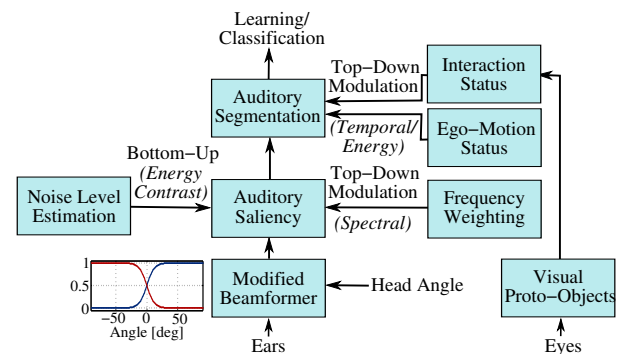 Learning/
Classification
Top−Down
Modulation
Interaction
Status
Auditory
Segmentation
(Temporal/
Energy)
Ego−Motion
Status
Bottom−Up
(Energy
Contrast)
Top−Down
Modulation
(Spectral)
Noise Level
Estimation
Auditory
Saliency
Frequency
Weighting
1
0.5
0
−50 0 50
Angle [deg]
Modified
Beamformer
Head Angle
Visual
Proto−Objects
Ears
Eyes